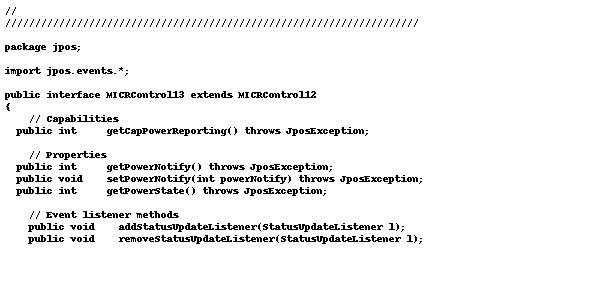 //
//////////////////////////////////////////////////////////////////////

package jpos;

import jpos.events.*;

public interface MICRControl13 extends MICRControl12
{
    // Capabilities
  public int     getCapPowerReporting() throws JposException;

    // Properties
  public int     getPowerNotify() throws JposException;
  public void    setPowerNotify(int powerNotify) throws JposException;
  public int     getPowerState() throws JposException;

    // Event listener methods
    public void    addStatusUpdateListener(StatusUpdateListener l);
    public void    removeStatusUpdateListener(StatusUpdateListener l);